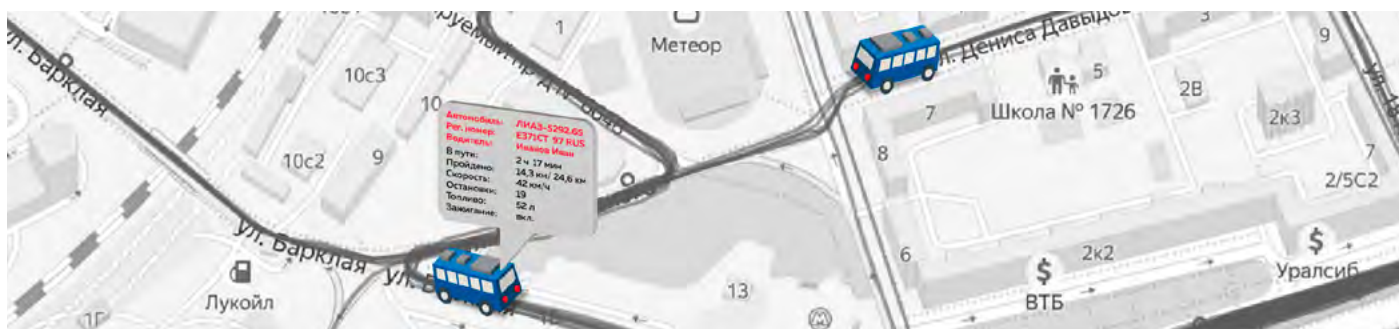 ул. Барклая
10с3
10с2
9
10
1
Метеор
Автомобиль: ЛИАЗ-5292.65
Рег. номер: Е371СТ 97 RUS
Водитель: Иванов Иван
В пути: 2 ч 17 мин
Пройдено: 14,3 км/ 24,6 км
Скорость: 42 км/ч
Остановки: 19
Топливо: 52 л
Зажигание: вкл.
ул. Барклая
Лукойл
13
Дениса Давыдов
3
9
5
2В
Школа № 1726
7
2к3
8
7
2/5С2
6
2к2
$
ВТБ
$
Уралсиб